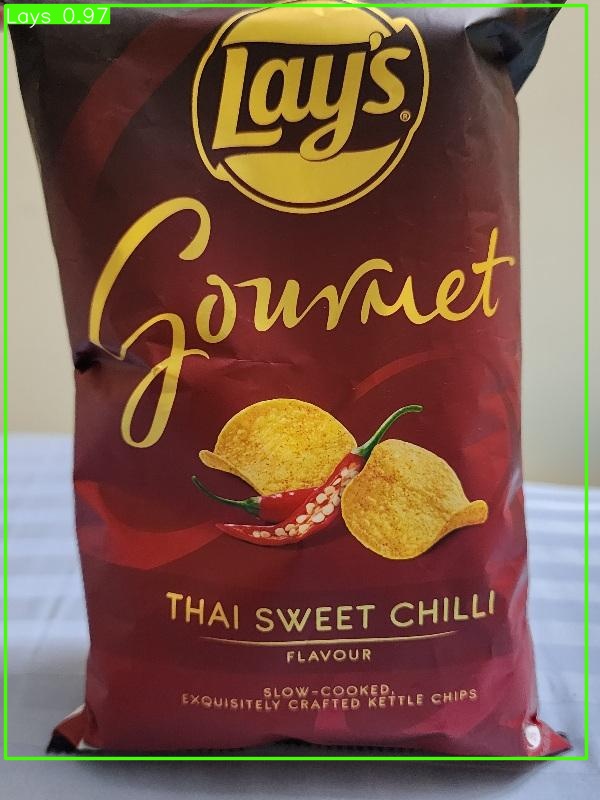 Lays 0.97
Lay's®
Gourmet
THAI SWEET CHILLI
FLAVOUR
SLOW-COOKED,
EXQUISITELY CRAFTED KETTLE CHIPS